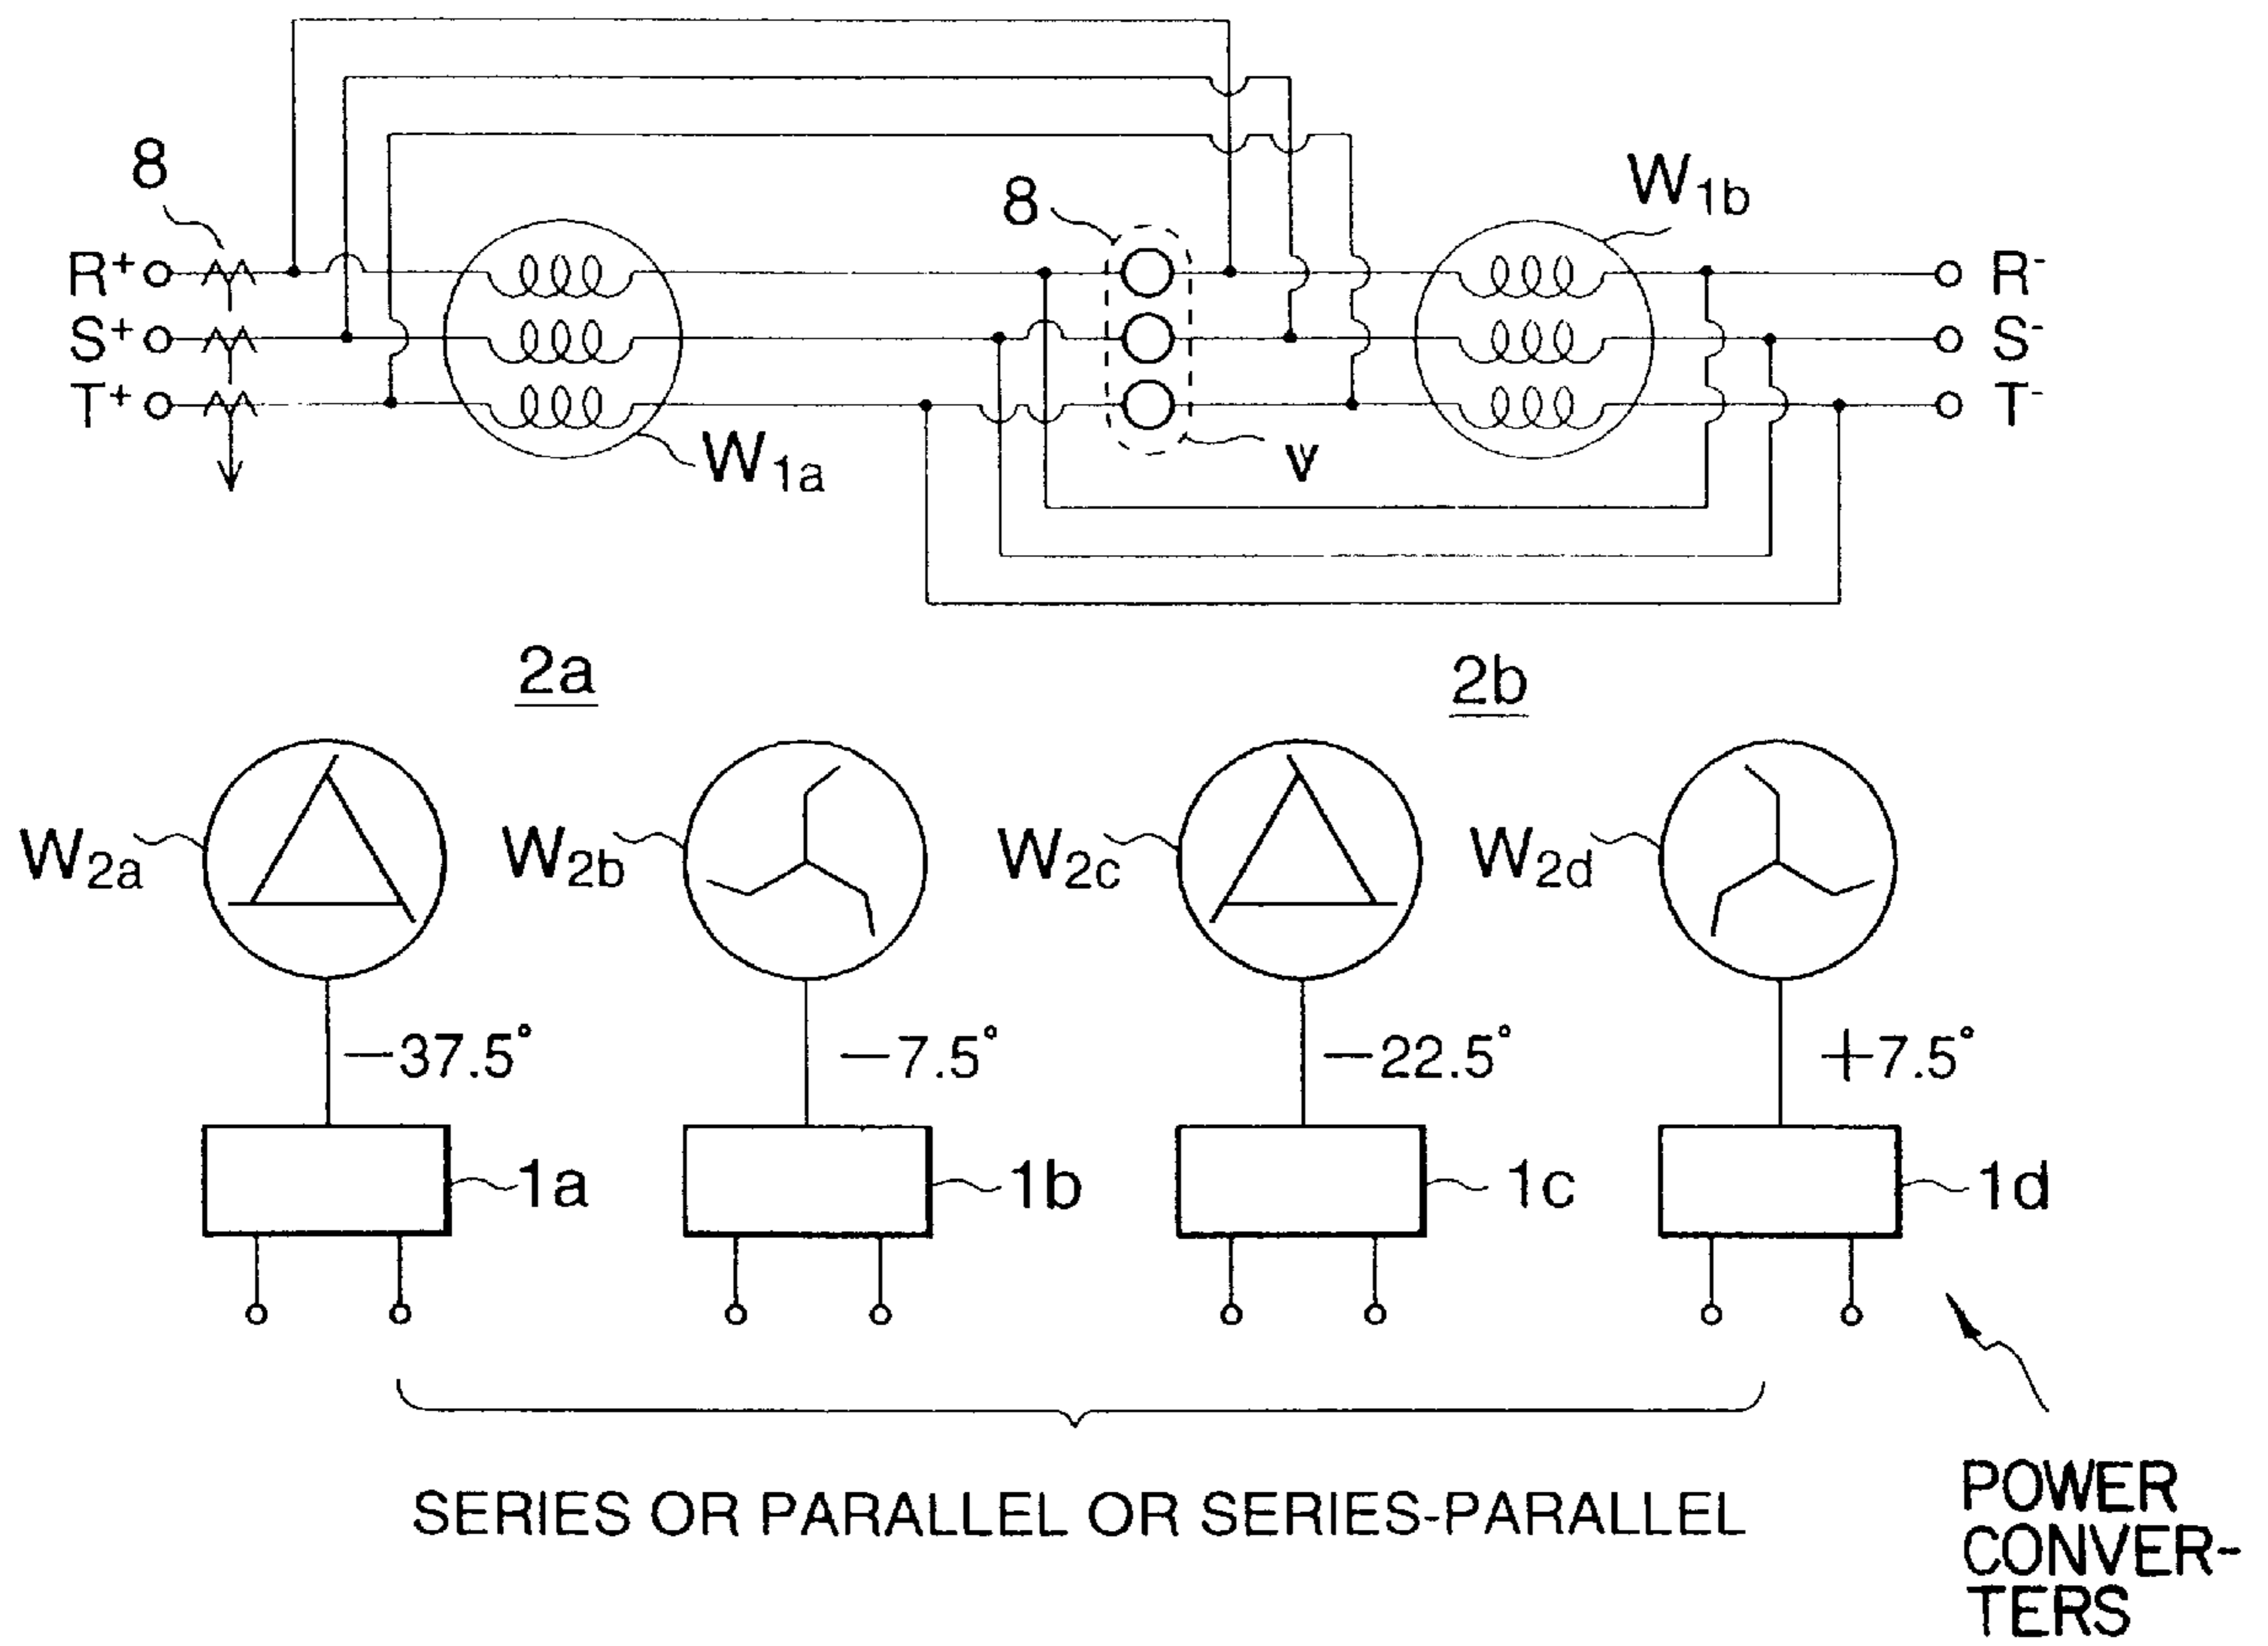 8
8
W1b
R+
R-
S+
S-
T+
T-
W1a
v
2a
2b
W2a
W2b
W2c
W2d
−37.5°
−7.5°
−22.5°
+7.5°
1a
1b
1c
1d
SERIES OR PARALLEL OR SERIES-PARALLEL
POWER
CONVER-
TERS